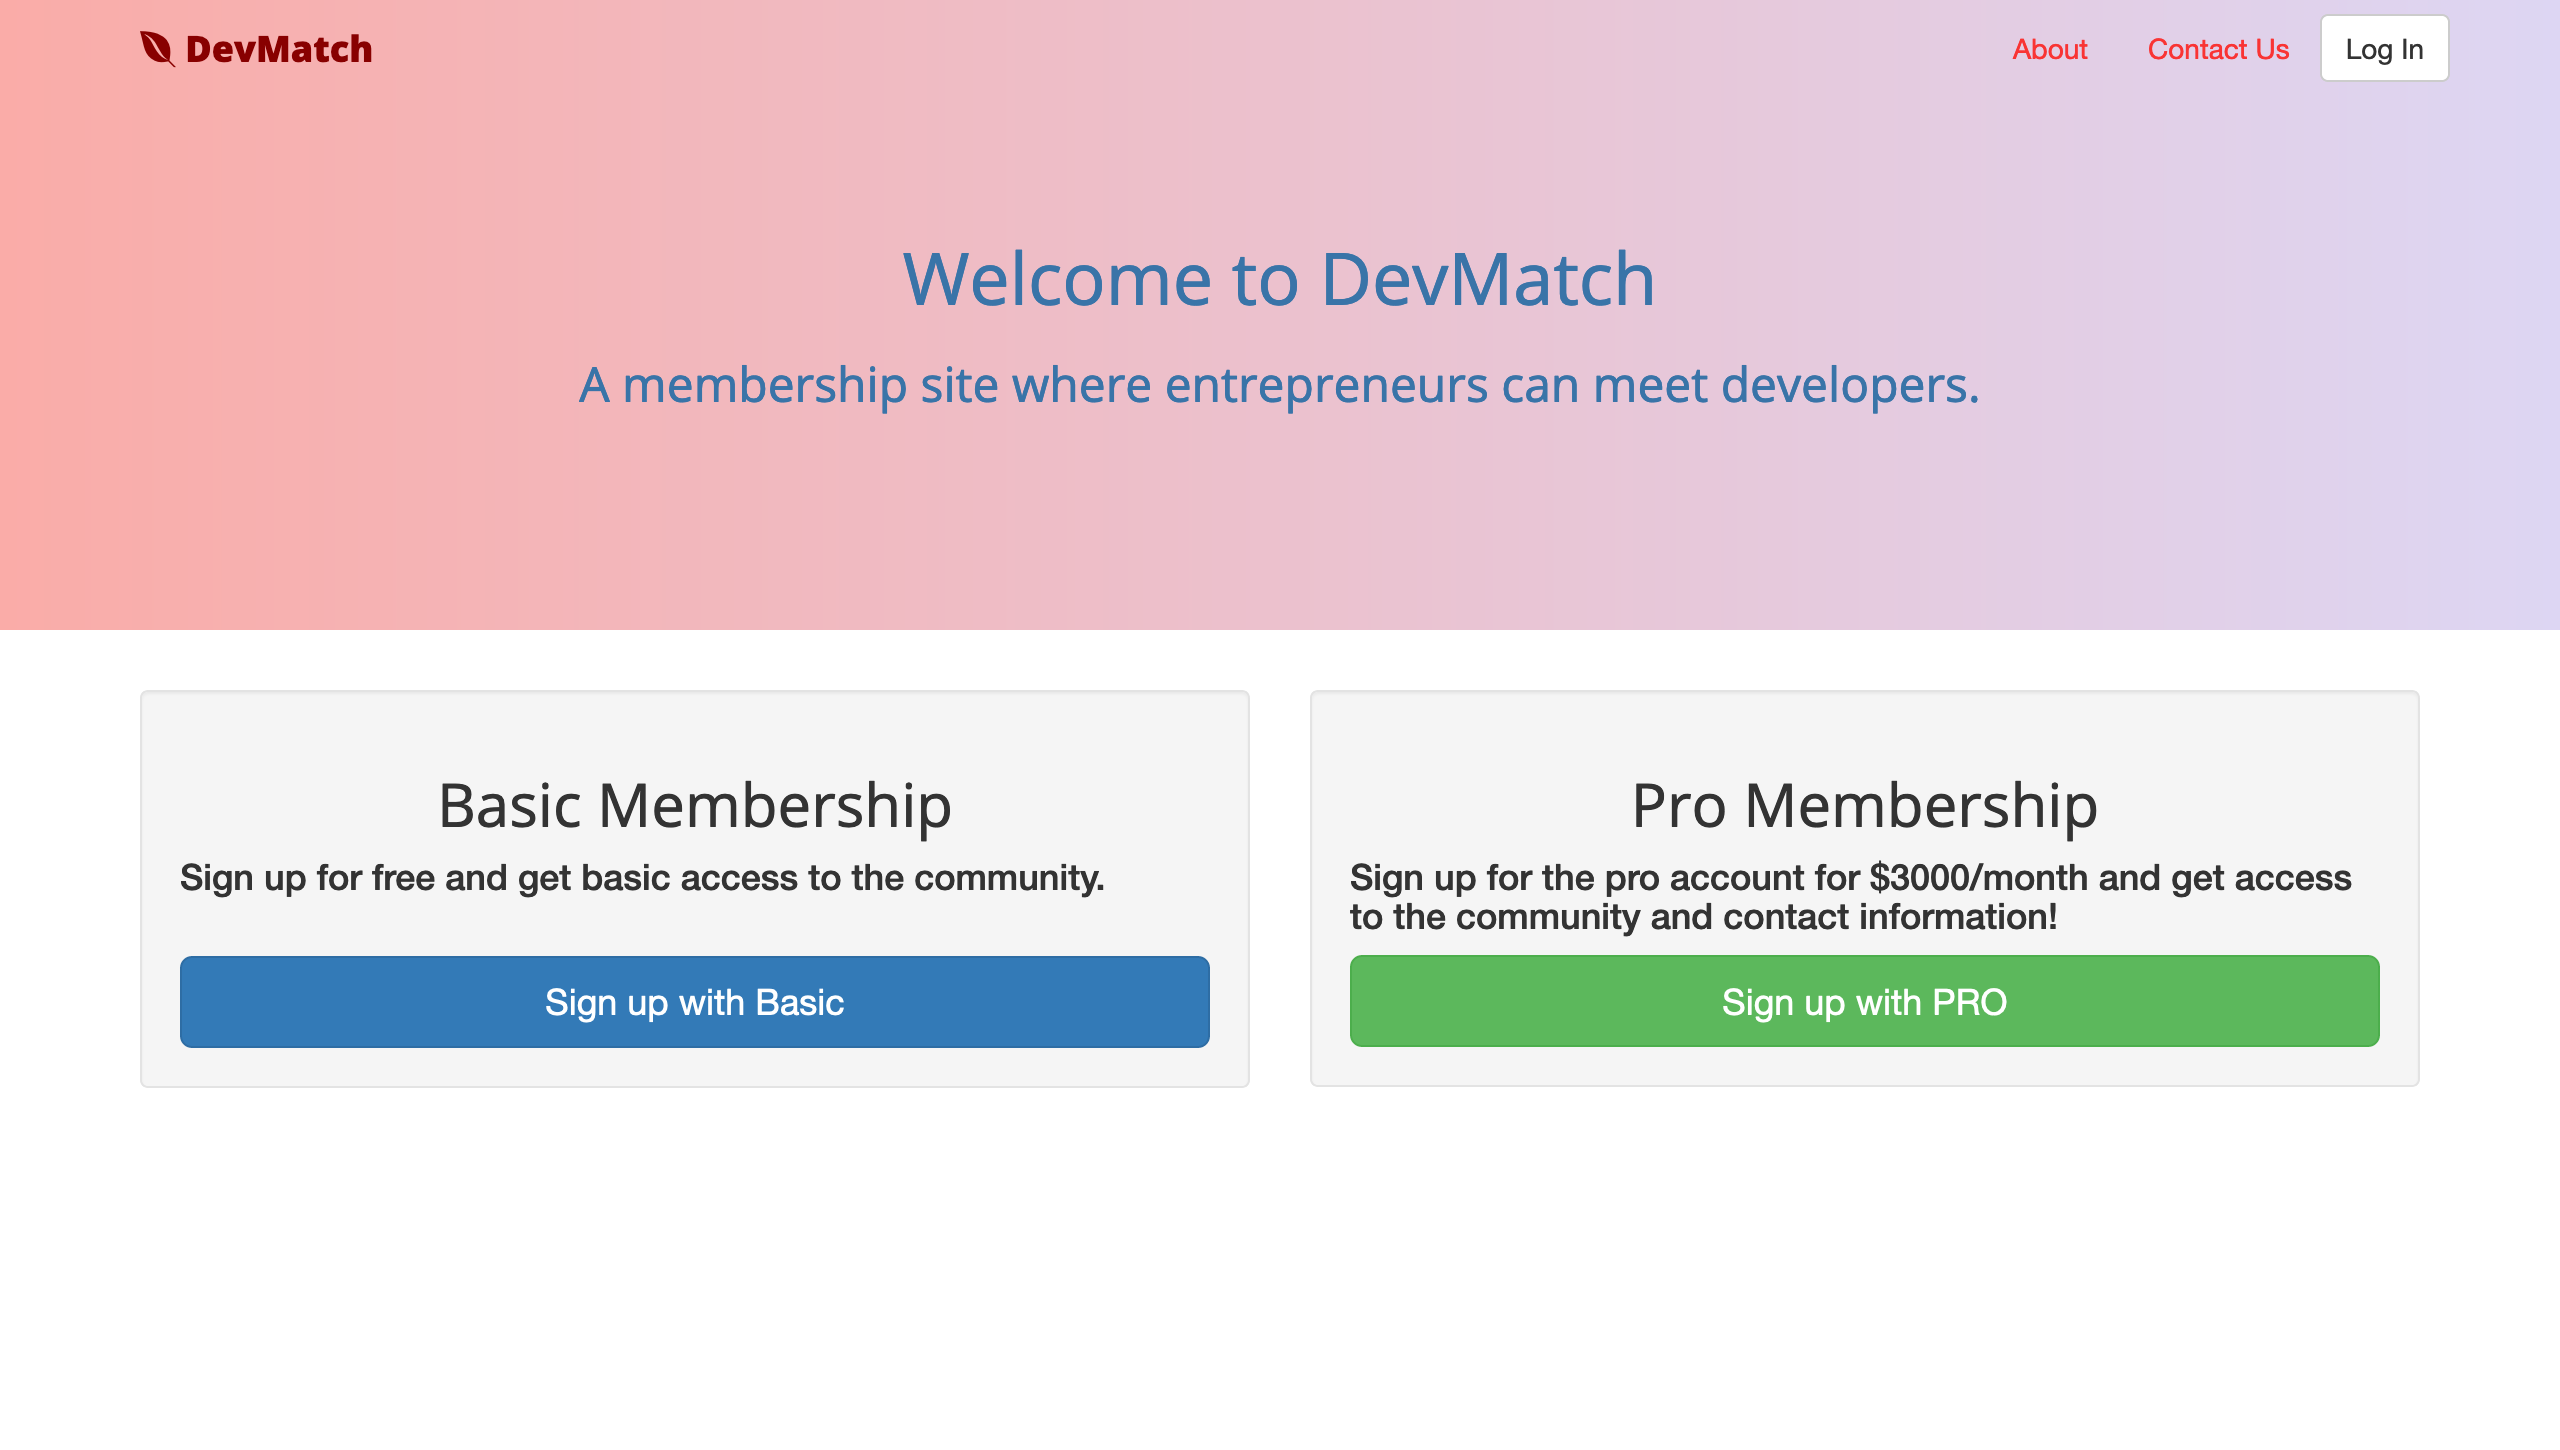 DevMatch
About
Contact Us
Log In
Welcome to DevMatch
A membership site where entrepreneurs can meet developers.
Basic Membership
Sign up for free and get basic access to the community.
Sign up with Basic
Pro Membership
Sign up for the pro account for $3000/month and get access
to the community and contact information!
Sign up with PRO